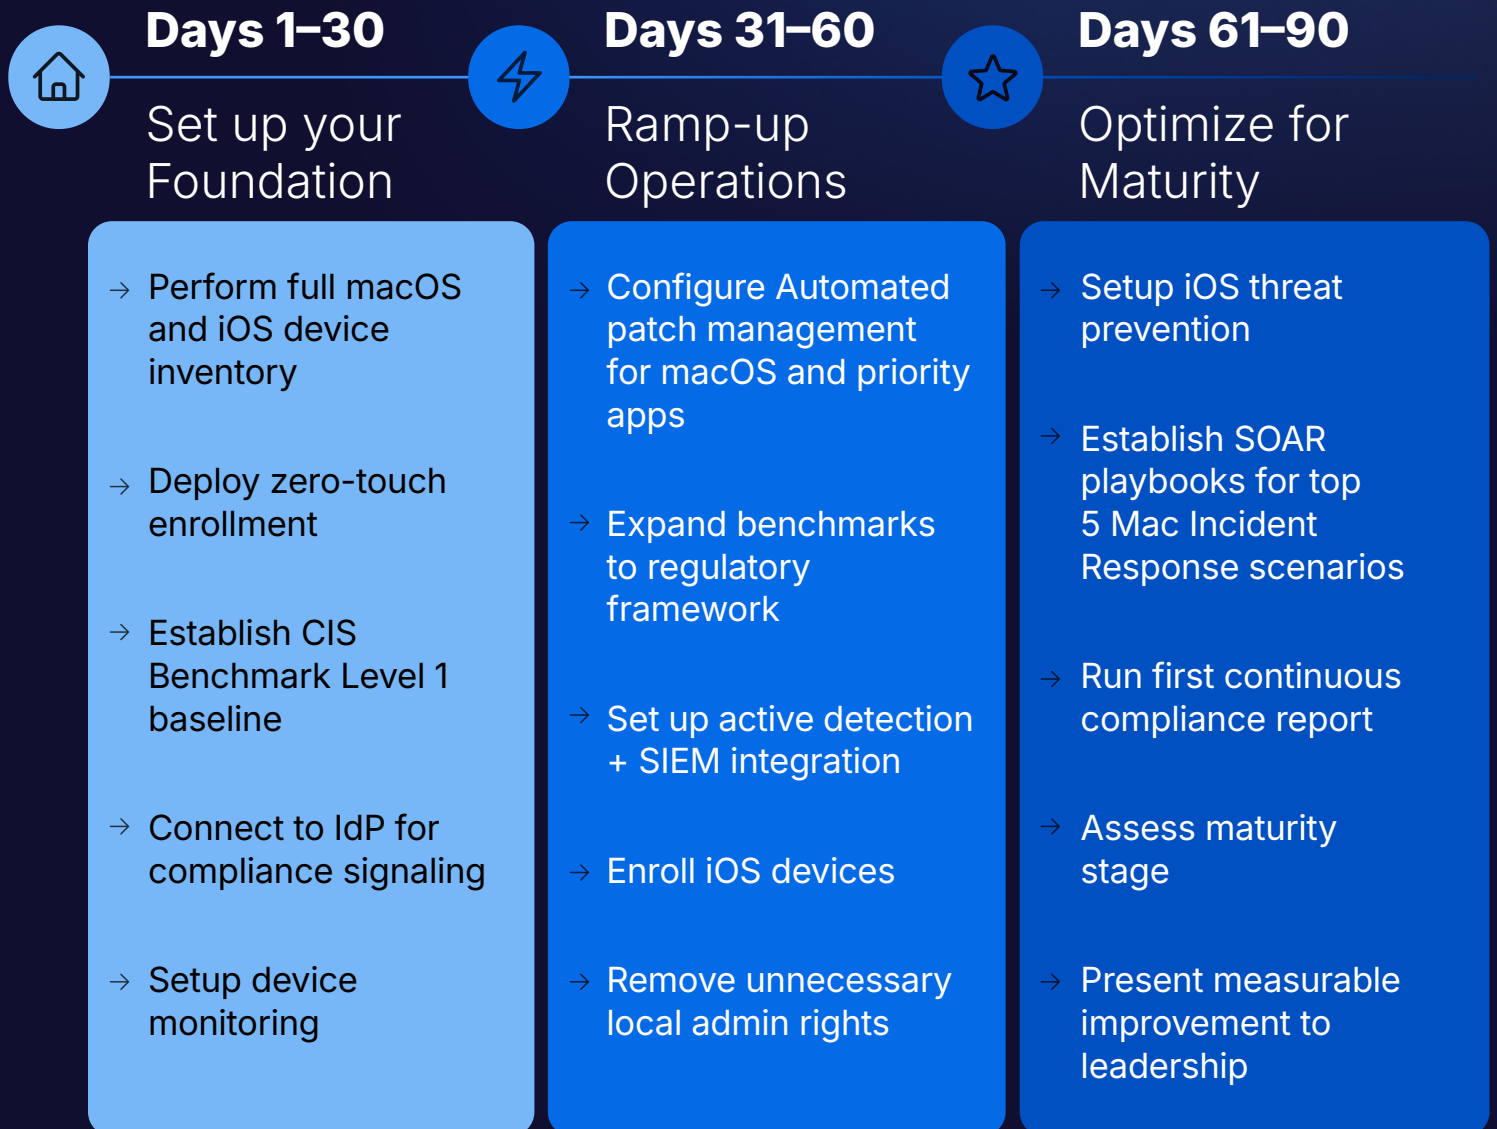 Days 1–30
Set up your
Foundation
Perform full macOS
and iOS device
inventory
Deploy zero-touch
enrollment
Establish CIS
Benchmark Level 1
baseline
Connect to IdP for
compliance signaling
Setup device
monitoring
Days 31–60
Ramp-up
Operations
Configure Automated
patch management
for macOS and priority
apps
Expand benchmarks
to regulatory
framework
Set up active detection
+ SIEM integration
Enroll iOS devices
Remove unnecessary
local admin rights
Days 61–90
Optimize for
Maturity
Setup iOS threat
prevention
Establish SOAR
playbooks for top
5 Mac Incident
Response scenarios
Run first continuous
compliance report
Assess maturity
stage
Present measurable
improvement to
leadership